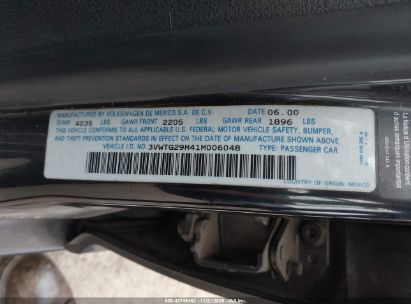 MANUFACTURED BY VOLKSWAGEN DE MEXICO S.A. DE C.V. DATE 06.00
GVWR 4035 LBS GAWR FRONT 2205 LBS GAWR REAR 1896 LBS
THIS VEHICLE CONFORMS TO ALL APPLICABLE U.S. FEDERAL MOTOR VEHICLE SAFETY, BUMPER,
AND THEFT PREVENTION STANDARDS IN EFFECT ON THE DATE OF MANUFACTURE SHOWN ABOVE.
VEHICLE I.D. NO.: 3VWTG29M41M006048 TYPE: PASSENGER CAR
COUNTRY OF ORIGIN: MEXICO